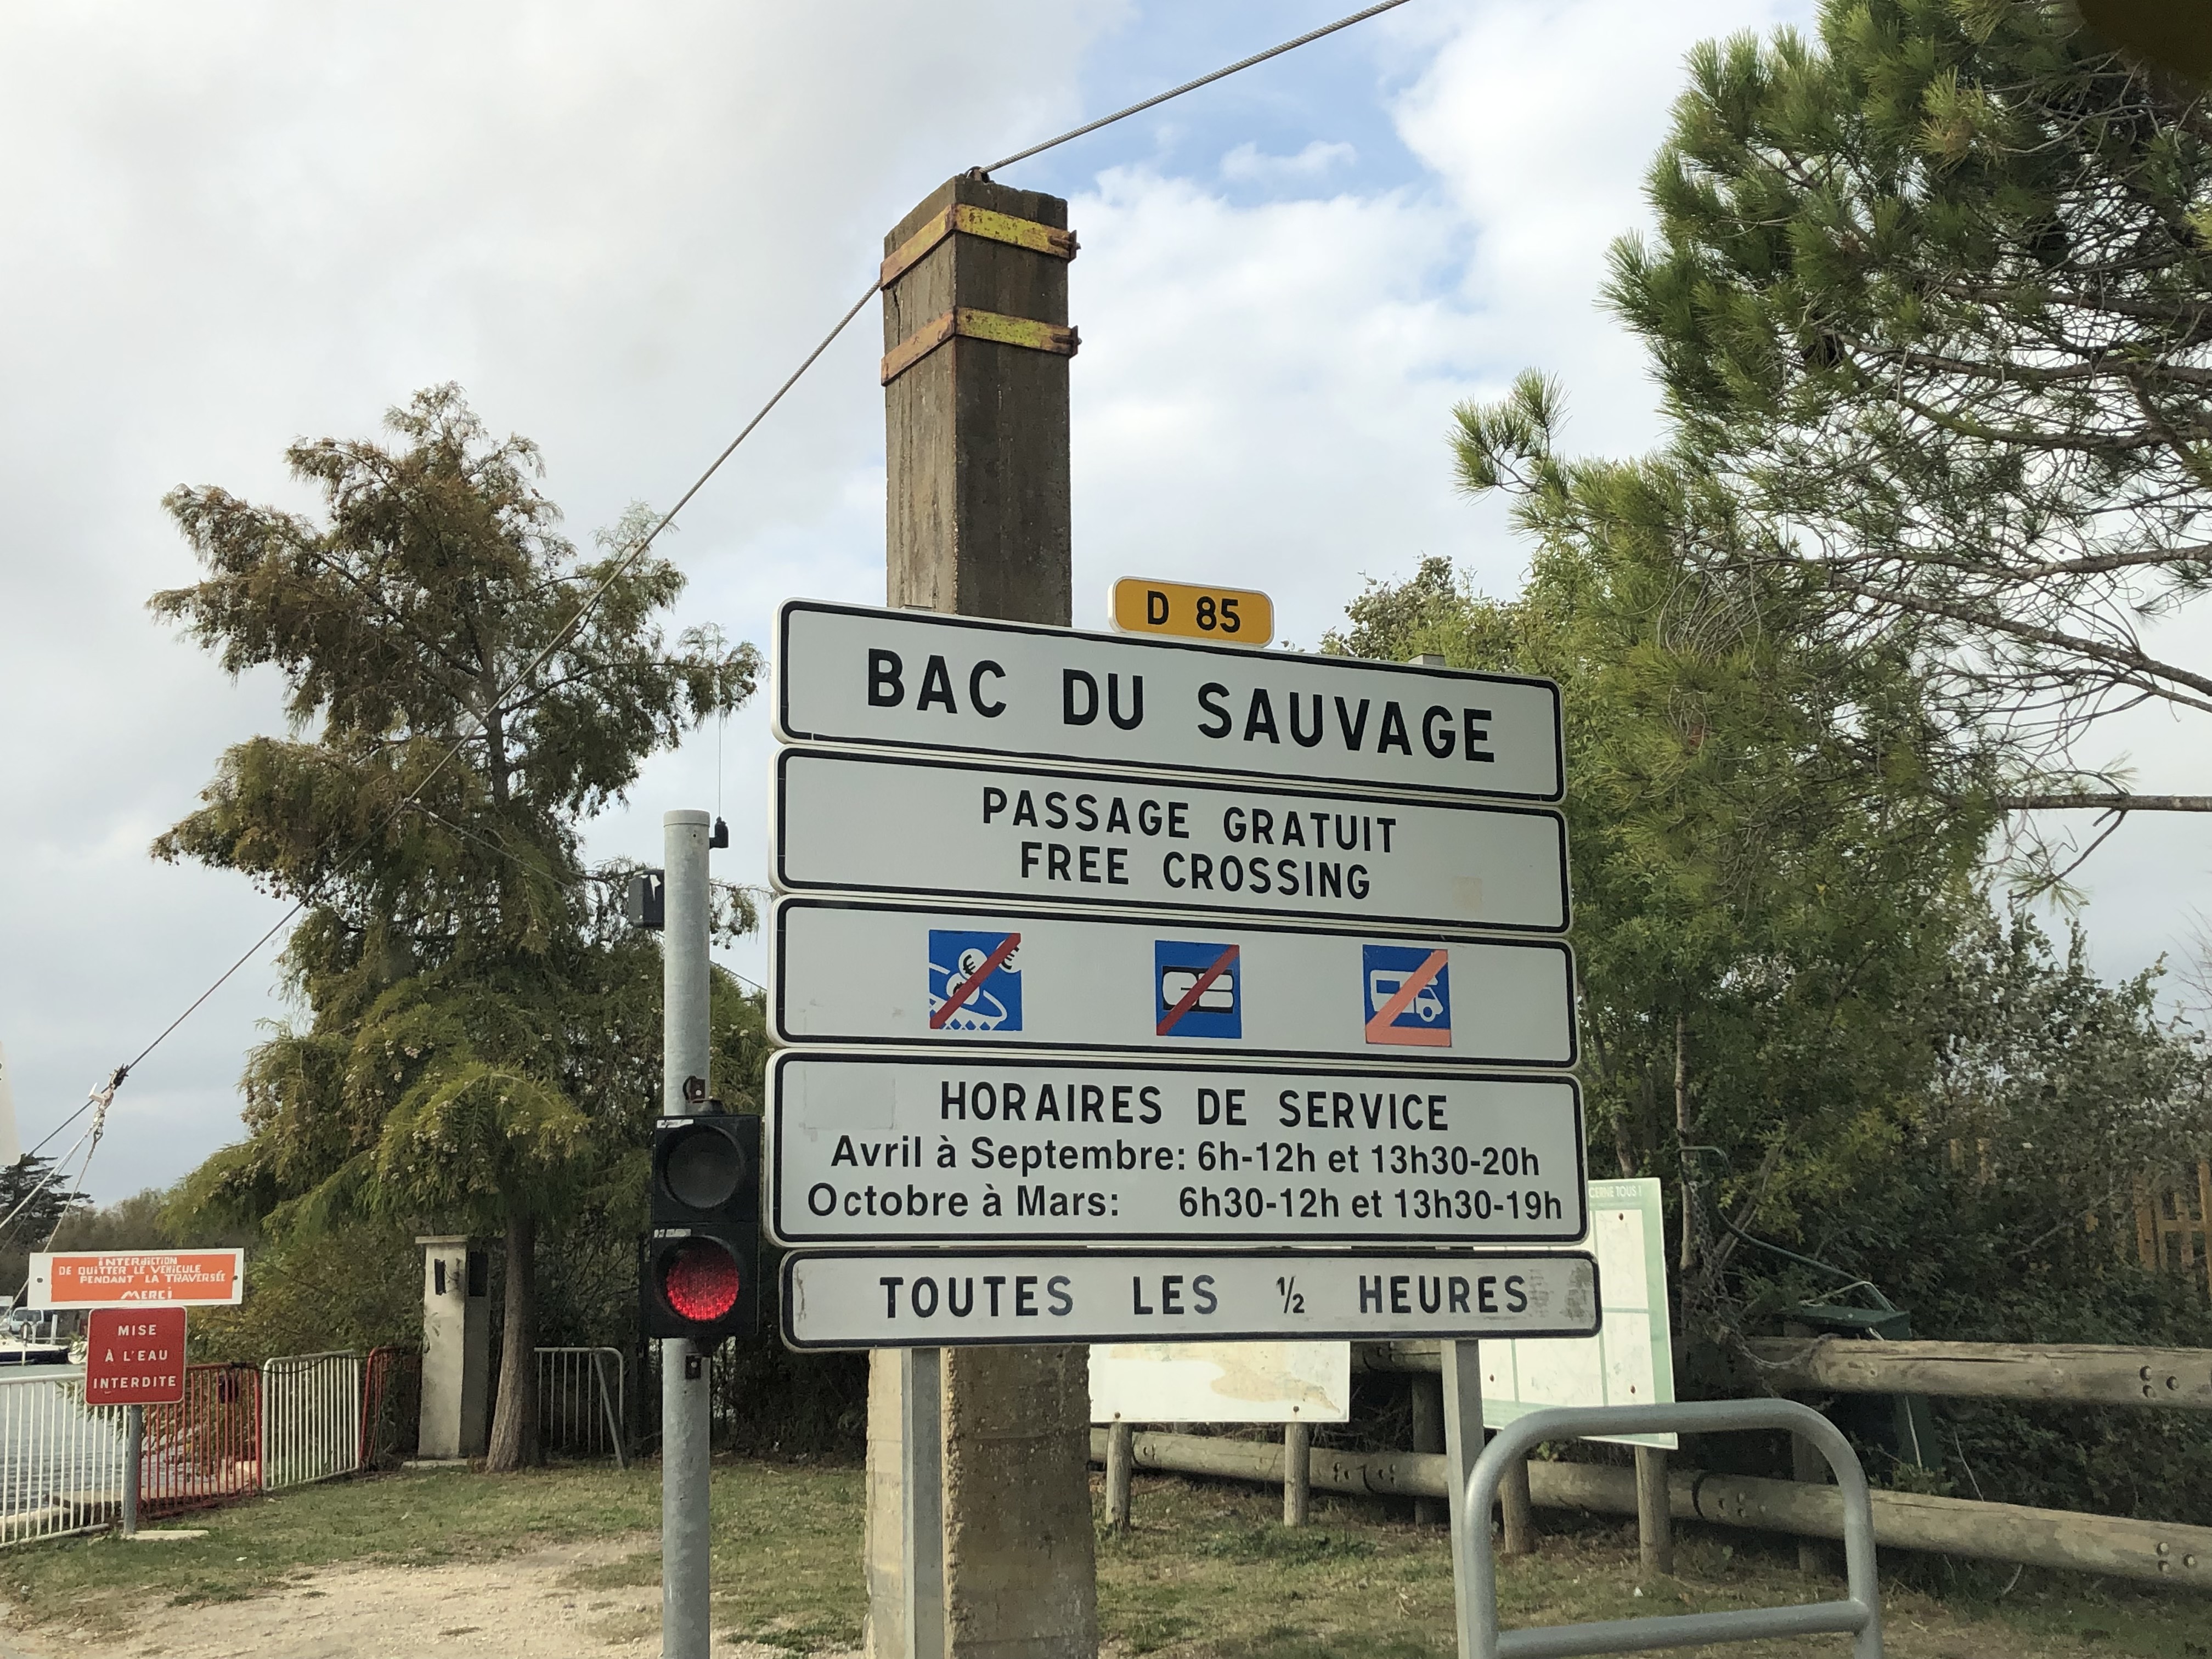 D 85
BAC DU SAUVAGE
PASSAGE GRATUIT
FREE CROSSING
HORAIRES DE SERVICE
Avril à Septembre: 6h-12h et 13h30-20h
Octobre à Mars: 6h30-12h et 13h30-19h
TOUTES LES ½ HEURES
INTERDICTION
DE QUITTER LE VEHICULE
PENDANT LA TRAVERSÉE
MERCI
MISE
À L'EAU
INTERDITE
TOUS !